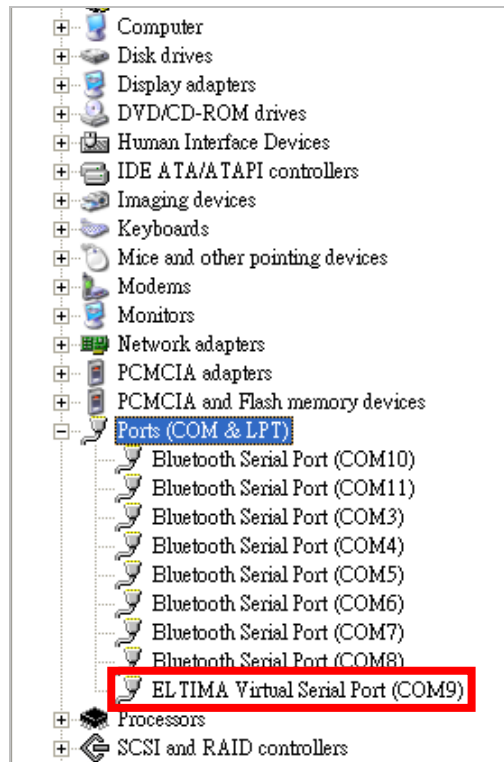 Computer
Disk drives
Display adapters
DVD/CD-ROM drives
Human Interface Devices
IDE ATA/ATAPI controllers
Imaging devices
Keyboards
Mice and other pointing devices
Modems
Monitors
Network adapters
PCMCIA adapters
PCMCIA and Flash memory devices
Ports (COM & LPT)
Bluetooth Serial Port (COM10)
Bluetooth Serial Port (COM11)
Bluetooth Serial Port (COM3)
Bluetooth Serial Port (COM4)
Bluetooth Serial Port (COM5)
Bluetooth Serial Port (COM6)
Bluetooth Serial Port (COM7)
Bluetooth Serial Port (COM8)
ELTIMA Virtual Serial Port (COM9)
Processors
SCSI and RAID controllers